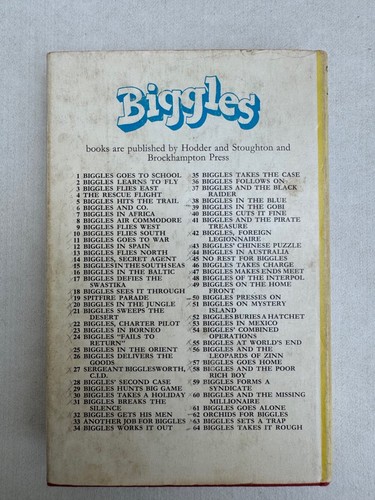 Biggles
books are published by Hodder and Stoughton and
Brockhampton Press
1 BIGGLES GOES TO SCHOOL
2 BIGGLES LEARNS TO FLY
3 BIGGLES FLIES EAST
4 THE RESCUE FLIGHT
5 BIGGLES HITS THE TRAIL
6 BIGGLES AND CO.
7 BIGGLES IN AFRICA
8 BIGGLES AIR COMMODORE
9 BIGGLES FLIES WEST
10 BIGGLES FLIES SOUTH
11 BIGGLES GOES TO WAR
12 BIGGLES IN SPAIN
13 BIGGLES FLIES NORTH
14 BIGGLES, SECRET AGENT
15 BIGGLES IN THE SOUTH SEAS
16 BIGGLES IN THE BALTIC
17 BIGGLES DEFIES THE
SWASTIKA
18 BIGGLES SEES IT THROUGH
19 SPITFIRE PARADE
20 BIGGLES IN THE JUNGLE
21 BIGGLES SWEEPS THE
DESERT
22 BIGGLES, CHARTER PILOT
23 BIGGLES IN BORNEO
24 BIGGLES "FAILS TO
RETURN"
25 BIGGLES IN THE ORIENT
26 BIGGLES DELIVERS THE
GOODS
27 SERGEANT BIGGLESWORTH,
C.I.D.
28 BIGGLES' SECOND CASE
29 BIGGLES HUNTS BIG GAME
30 BIGGLES TAKES A HOLIDAY
31 BIGGLES BREAKS THE
SILENCE
32 BIGGLES GETS HIS MEN
33 ANOTHER JOB FOR BIGGLES
34 BIGGLES WORKS IT OUT
35 BIGGLES TAKES THE CASE
36 BIGGLES FOLLOWS ON
37 BIGGLES AND THE BLACK
RAIDER
38 BIGGLES IN THE BLUE
39 BIGGLES IN THE GOBI
40 BIGGLES CUTS IT FINE
41 BIGGLES AND THE PIRATE
TREASURE
42 BIGGLES, FOREIGN
LEGIONNAIRE
43 BIGGLES' CHINESE PUZZLE
44 BIGGLES IN AUSTRALIA
45 NO REST FOR BIGGLES
46 BIGGLES TAKES CHARGE
47 BIGGLES MAKES ENDS MEET
48 BIGGLES OF THE INTERPOL
49 BIGGLES ON THE HOME
FRONT
50 BIGGLES PRESSES ON
51 BIGGLES ON MYSTERY
ISLAND
52 BIGGLES BURIES A HATCHET
53 BIGGLES IN MEXICO
54 BIGGLES' COMBINED
OPERATIONS
55 BIGGLES AT WORLD'S END
56 BIGGLES AND THE
LEOPARDS OF ZINN
57 BIGGLES GOES HOME
58 BIGGLES AND THE POOR
RICH BOY
59 BIGGLES FORMS A
SYNDICATE
60 BIGGLES AND THE MISSING
MILLIONAIRE
61 BIGGLES GOES ALONE
62 ORCHIDS FOR BIGGLES
63 BIGGLES SETS A TRAP
64 BIGGLES TAKES IT ROUGH